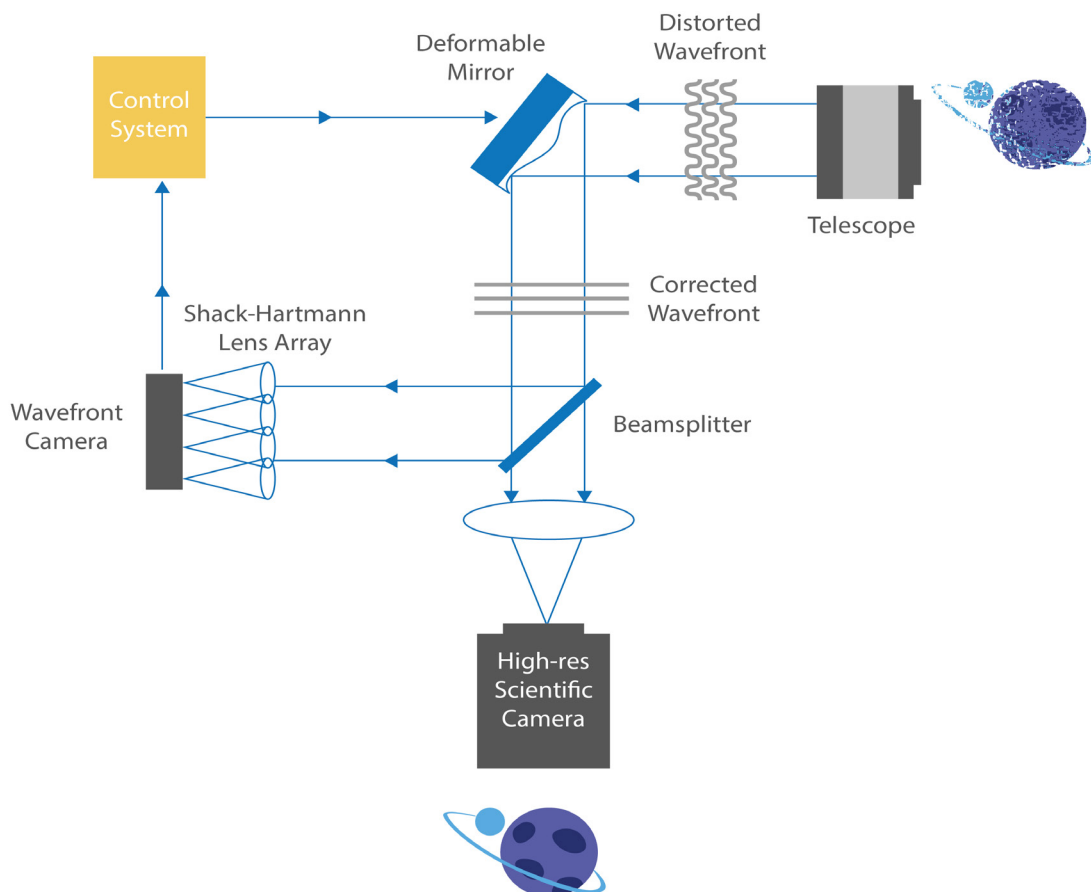 Distorted
Wavefront
Deformable
Mirror
Control
System
Telescope
Corrected
Wavefront
Shack-Hartmann
Lens Array
Wavefront
Camera
Beamsplitter
High-res
Scientific
Camera